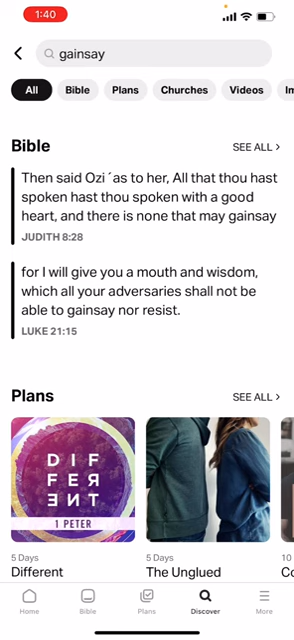 1:40
gainsay
All Bible Plans Churches Videos Im
Bible SEE ALL >
Then said Ozi´as to her, All that thou hast
spoken hast thou spoken with a good
heart, and there is none that may gainsay
JUDITH 8:28
for I will give you a mouth and wisdom,
which all your adversaries shall not be
able to gainsay nor resist.
LUKE 21:15
Plans SEE ALL >
DIF
FER
ENT
1 PETER
5 Days 5 Days 10
Different The Unglued Co
Home Bible Plans Discover More